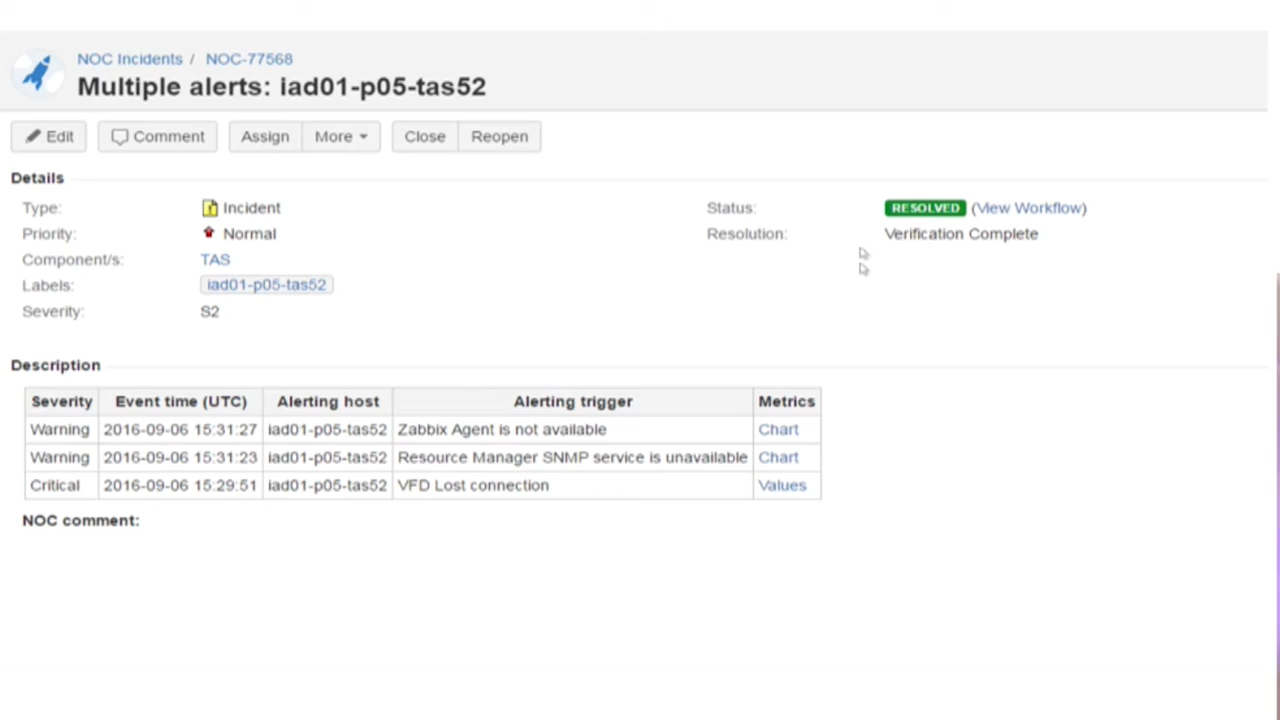 NOC Incidents / NOC-77568
Multiple alerts: iad01-p05-tas52
Edit Comment Assign More Close Reopen
Details
Type: Incident Status: RESOLVED (View Workflow)
Priority: Normal Resolution: Verification Complete
Component/s: TAS
Labels: iad01-p05-tas52
Severity: S2
Description
Severity Event time (UTC) Alerting host Alerting trigger Metrics
Warning 2016-09-06 15:31:27 iad01-p05-tas52 Zabbix Agent is not available Chart
Warning 2016-09-06 15:31:23 iad01-p05-tas52 Resource Manager SNMP service is unavailable Chart
Critical 2016-09-06 15:29:51 iad01-p05-tas52 VFD Lost connection Values
NOC comment: